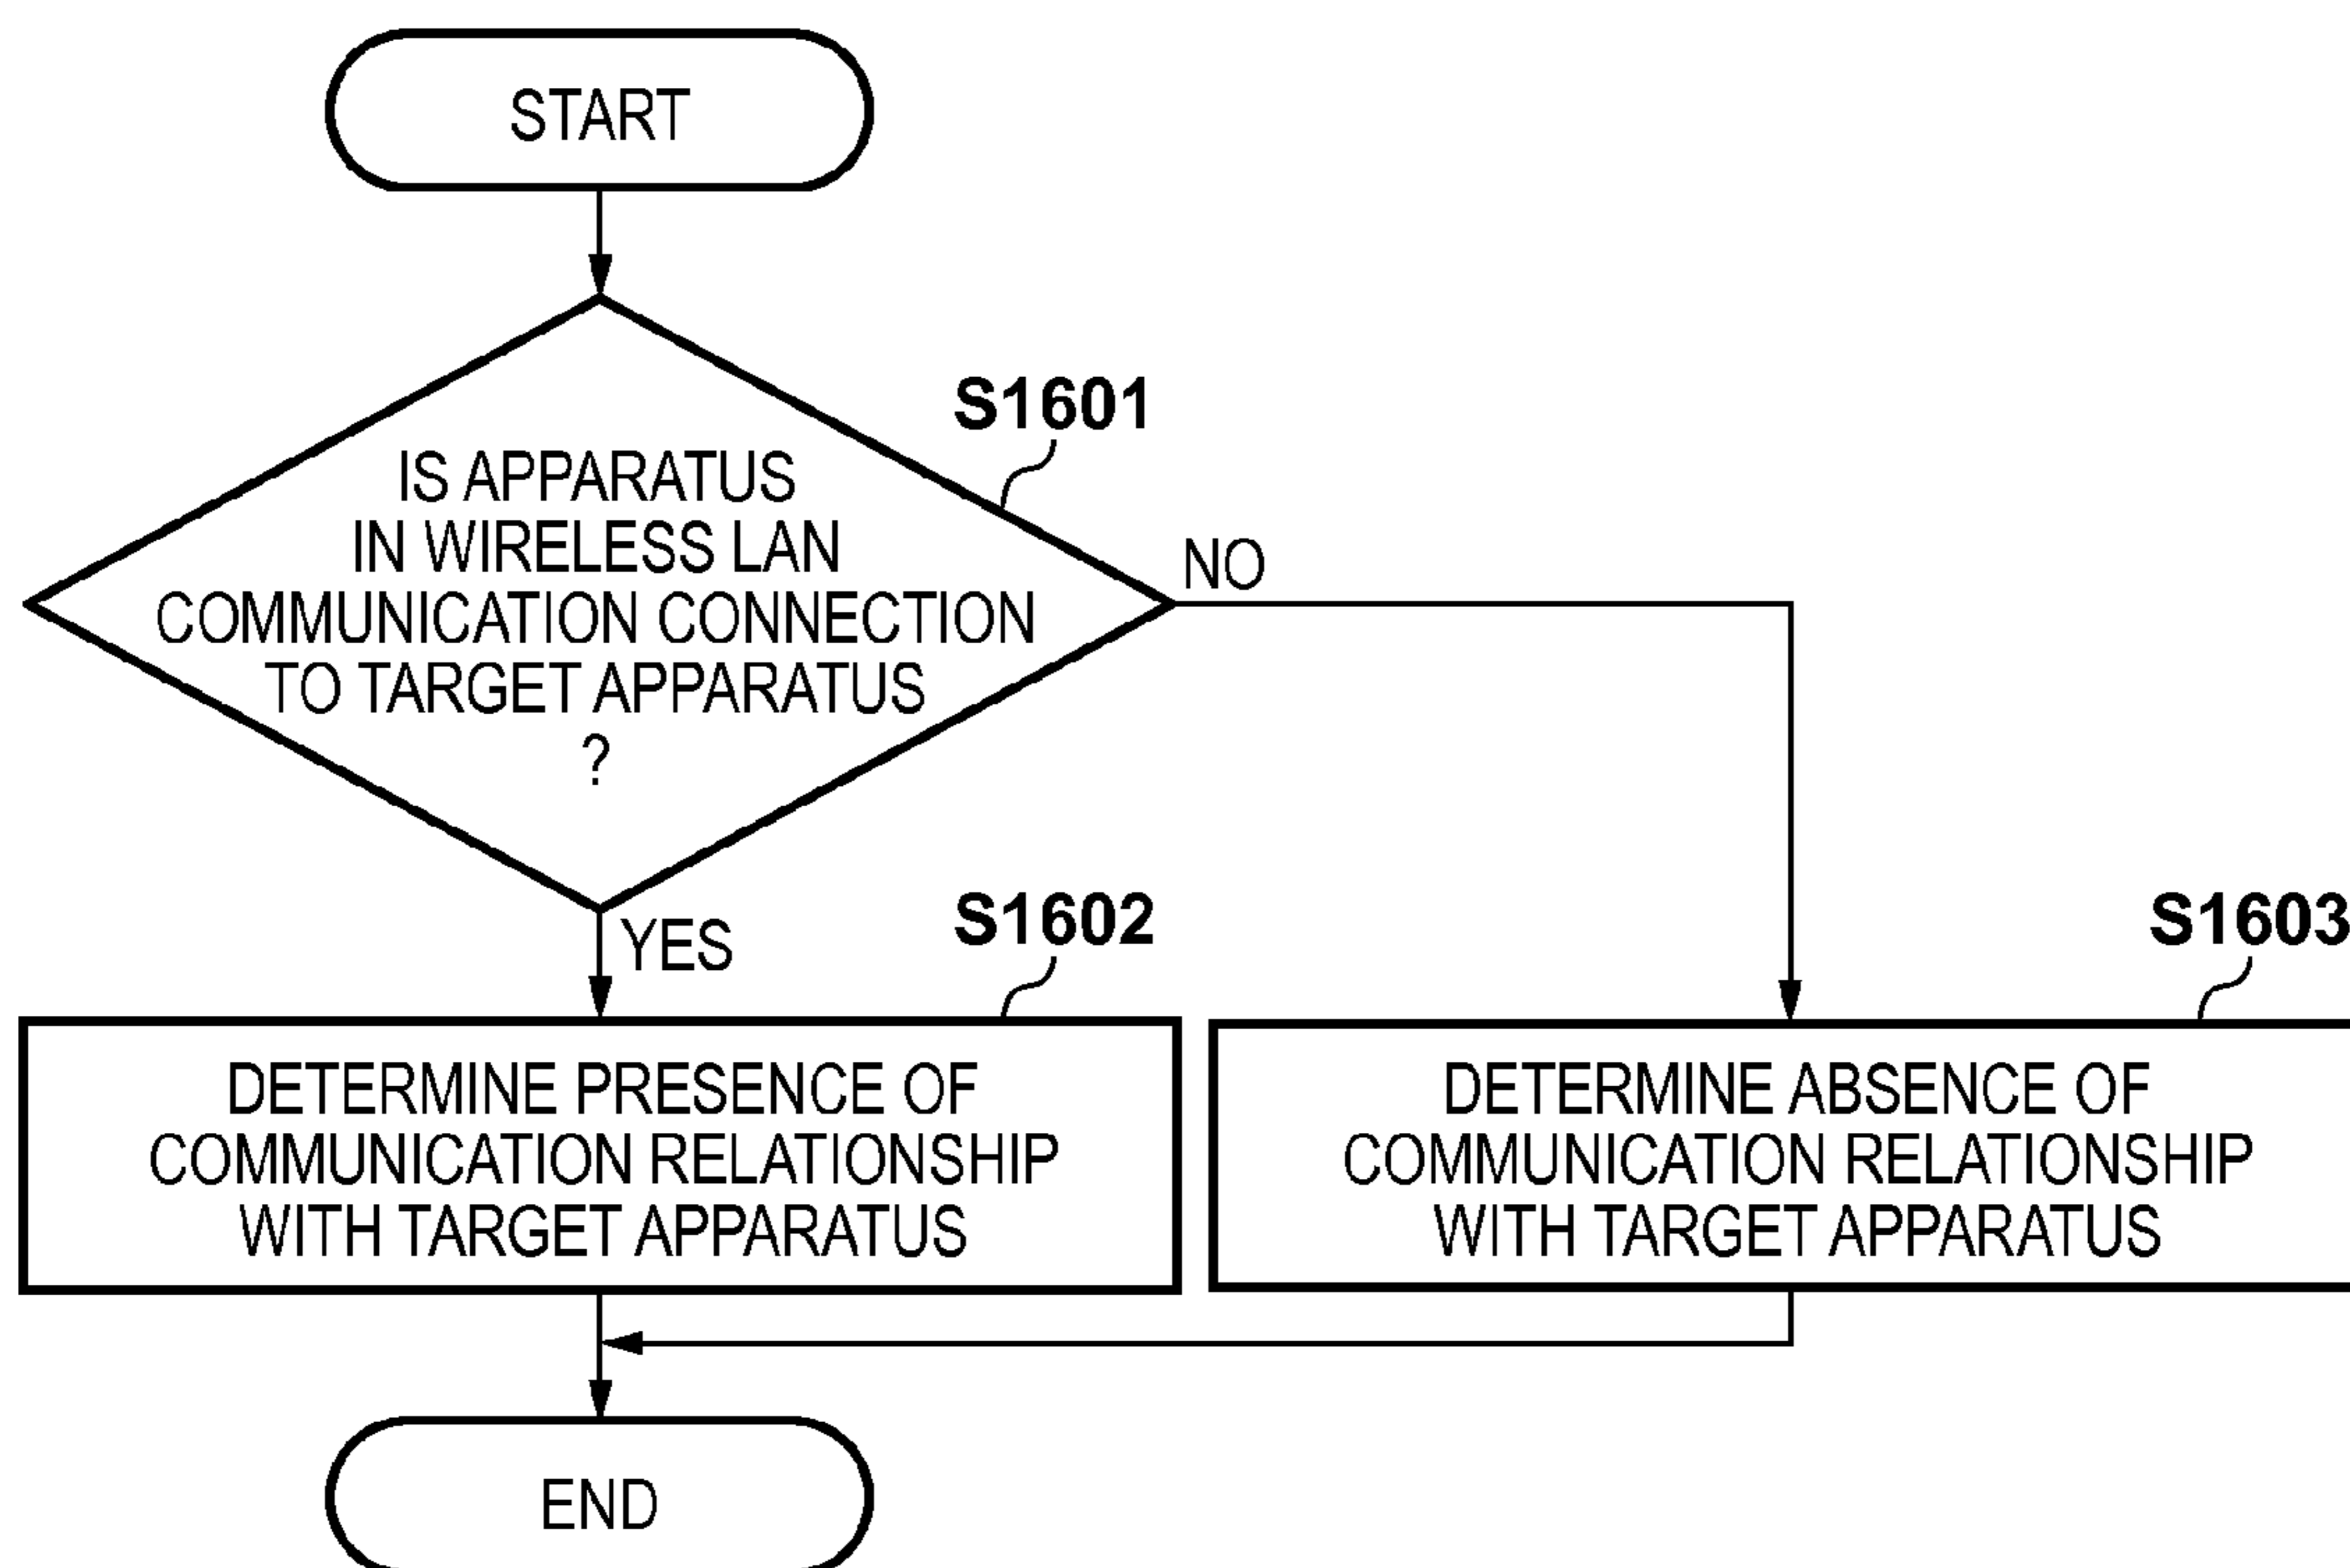 START
S1601
IS APPARATUS
IN WIRELESS LAN
COMMUNICATION CONNECTION
TO TARGET APPARATUS
?
NO
YES
S1602
DETERMINE PRESENCE OF
COMMUNICATION RELATIONSHIP
WITH TARGET APPARATUS
S1603
DETERMINE ABSENCE OF
COMMUNICATION RELATIONSHIP
WITH TARGET APPARATUS
END